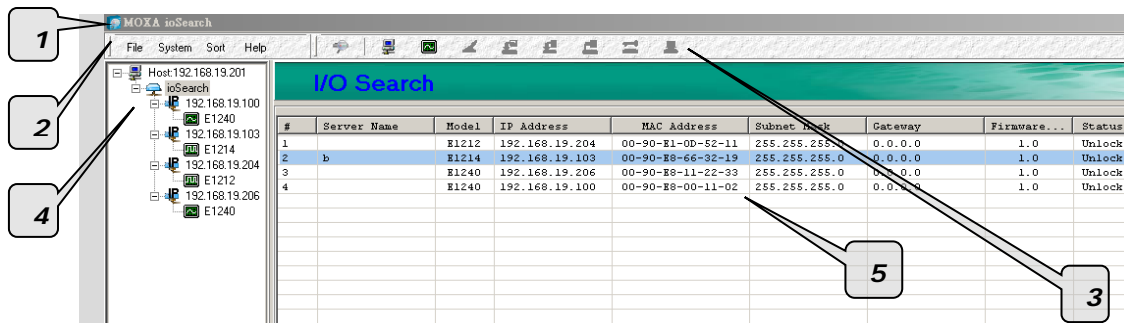 MOXA ioSearch
1
File System Sort Help
Host:192.168.19.201
ioSearch
192.168.19.100
E1240
192.168.19.103
E1214
192.168.19.204
E1212
192.168.19.206
E1240
2
4
I/O Search
# Server Name Model IP Address MAC Address Subnet Mask Gateway Firmware... Status
1 E1212 192.168.19.204 00-90-E1-0D-52-11 255.255.255.0 0.0.0.0 1.0 Unlock
2 b E1214 192.168.19.103 00-90-E8-66-32-19 255.255.255.0 0.0.0.0 1.0 Unlock
3 E1240 192.168.19.206 00-90-E8-11-22-33 255.255.255.0 0.0.0.0 1.0 Unlock
4 E1240 192.168.19.100 00-90-E8-00-11-02 255.255.255.0 0.0.0.0 1.0 Unlock
5
3